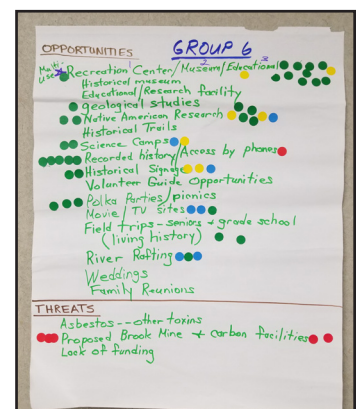 GROUP 6
OPPORTUNITIES
Multi Use * Recreation Center/Museum/Educational
1 2 3
Historical museum
Educational/Research facility
geological studies
Native American Research
Historical Trails
Science Camps
Recorded history/Access by phones
Historical Signage
Volunteer Guide Opportunities
Polka Parties/picnics
Movie/TV sites
Field trips - seniors + grade school
(living history)
River Rafting
Weddings
Family Reunions
THREATS
Asbestos -- other toxins
Proposed Brook Mine + carbon facilities
Lack of funding